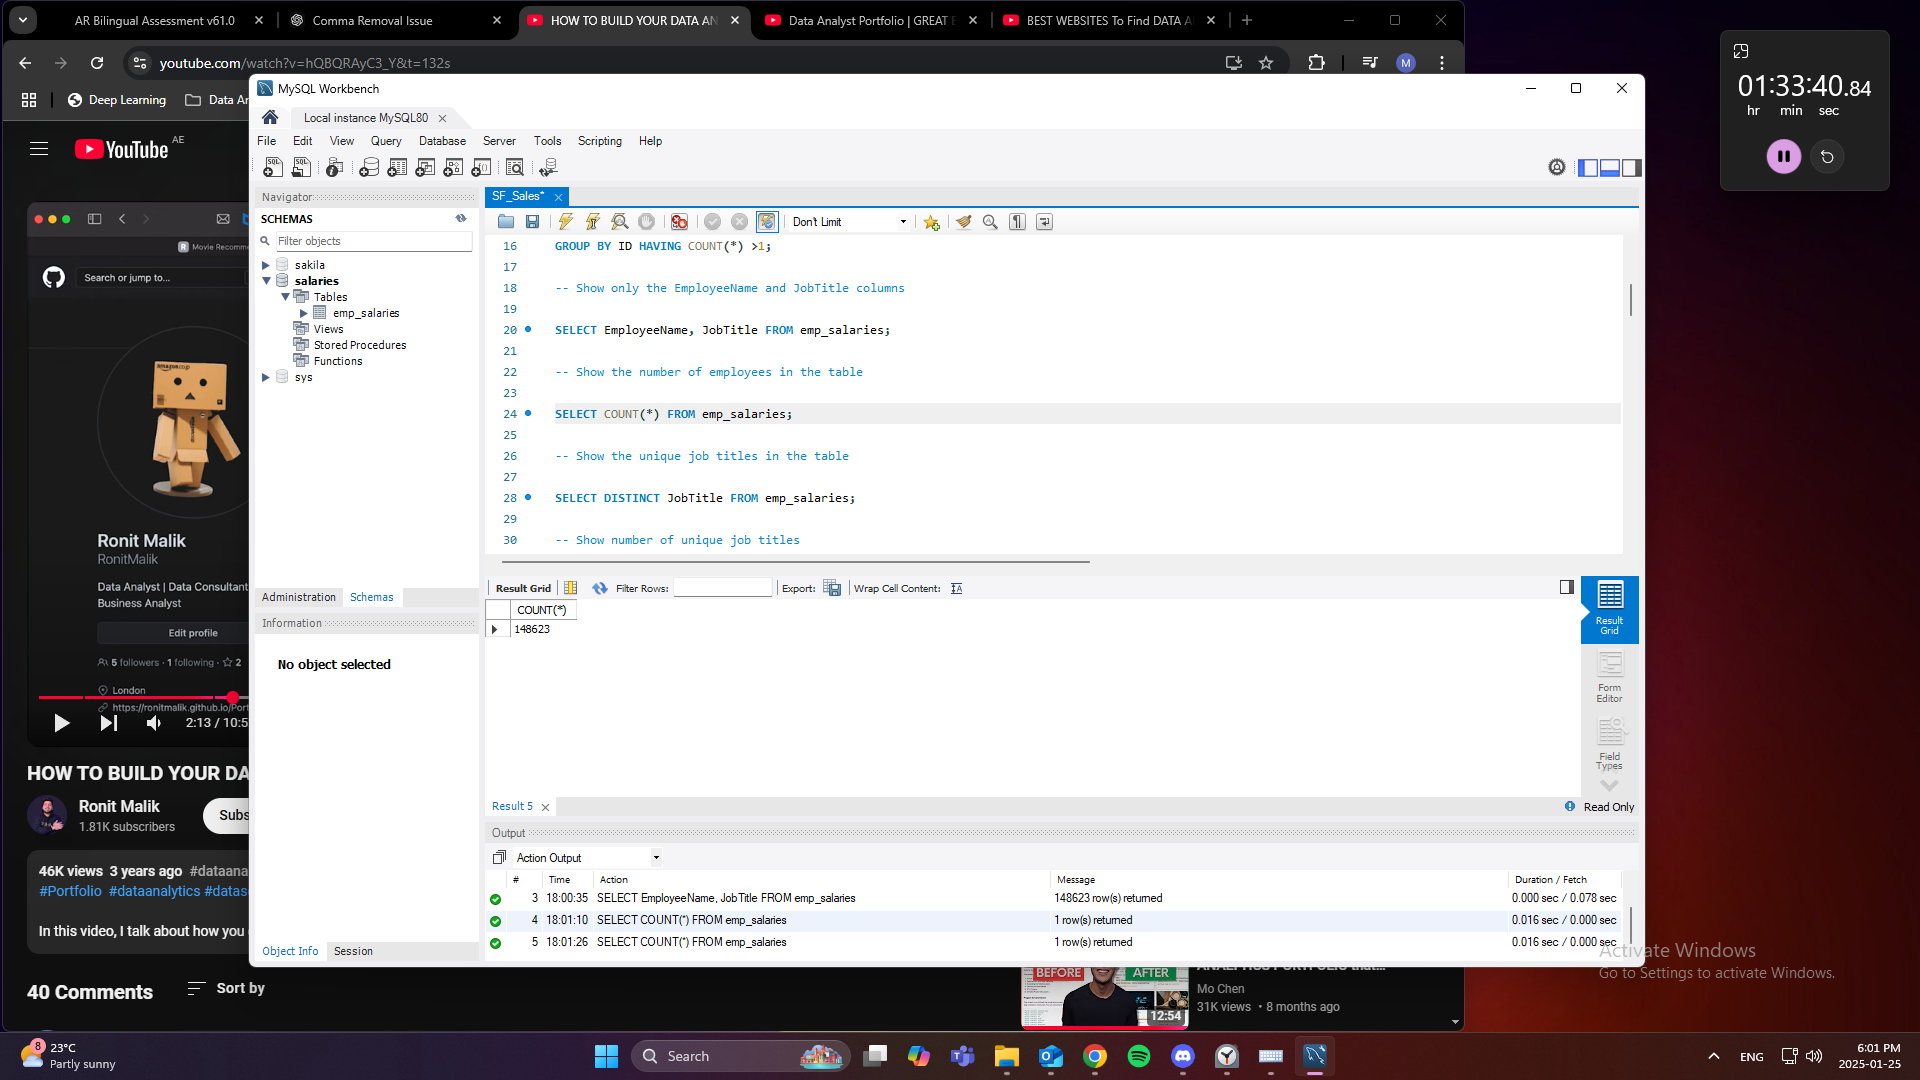 AR Bilingual Assessment v61.0
Comma Removal Issue
HOW TO BUILD YOUR DATA AN
Data Analyst Portfolio | GREAT E
BEST WEBSITES To Find DATA A
youtube.com/watch?v=hQBQRAyC3_Y&t=132s
M
Deep Learning
Data An
01:33:40.84
hr min sec
MySQL Workbench
Local instance MySQL80
File Edit View Query Database Server Tools Scripting Help
YouTube AE
Navigator
SCHEMAS
Filter objects
sakila
salaries
Tables
emp_salaries
Views
Stored Procedures
Functions
sys
Administration Schemas
Information
No object selected
Object Info Session
SF_Sales*
Don't Limit
16 GROUP BY ID HAVING COUNT(*) >1;
17
18 -- Show only the EmployeeName and JobTitle columns
19
20 SELECT EmployeeName, JobTitle FROM emp_salaries;
21
22 -- Show the number of employees in the table
23
24 SELECT COUNT(*) FROM emp_salaries;
25
26 -- Show the unique job titles in the table
27
28 SELECT DISTINCT JobTitle FROM emp_salaries;
29
30 -- Show number of unique job titles
Result Grid Filter Rows: Export: Wrap Cell Content:
COUNT(*)
148623
Result Grid
Form Editor
Field Types
Result 5
Read Only
Output
Action Output
# Time Action Message Duration / Fetch
3 18:00:35 SELECT EmployeeName, JobTitle FROM emp_salaries 148623 row(s) returned 0.000 sec / 0.078 sec
4 18:01:10 SELECT COUNT(*) FROM emp_salaries 1 row(s) returned 0.016 sec / 0.000 sec
5 18:01:26 SELECT COUNT(*) FROM emp_salaries 1 row(s) returned 0.016 sec / 0.000 sec
R Movie Recomm
Search or jump to...
amazon.co.jp
Ronit Malik
RonitMalik
Data Analyst | Data Consultant
Business Analyst
Edit profile
5 followers · 1 following · 2
London
https://ronitmalik.github.io/Port
2:13 / 10:5
HOW TO BUILD YOUR DA
Ronit Malik
1.81K subscribers
Subs
46K views 3 years ago #dataana
#Portfolio #dataanalytics #datas
In this video, I talk about how you
40 Comments
Sort by
BEFORE AFTER
12:54
Mo Chen
31K views • 8 months ago
Activate Windows
Go to Settings to activate Windows.
8
23°C
Partly sunny
Search
ENG
6:01 PM
2025-01-25